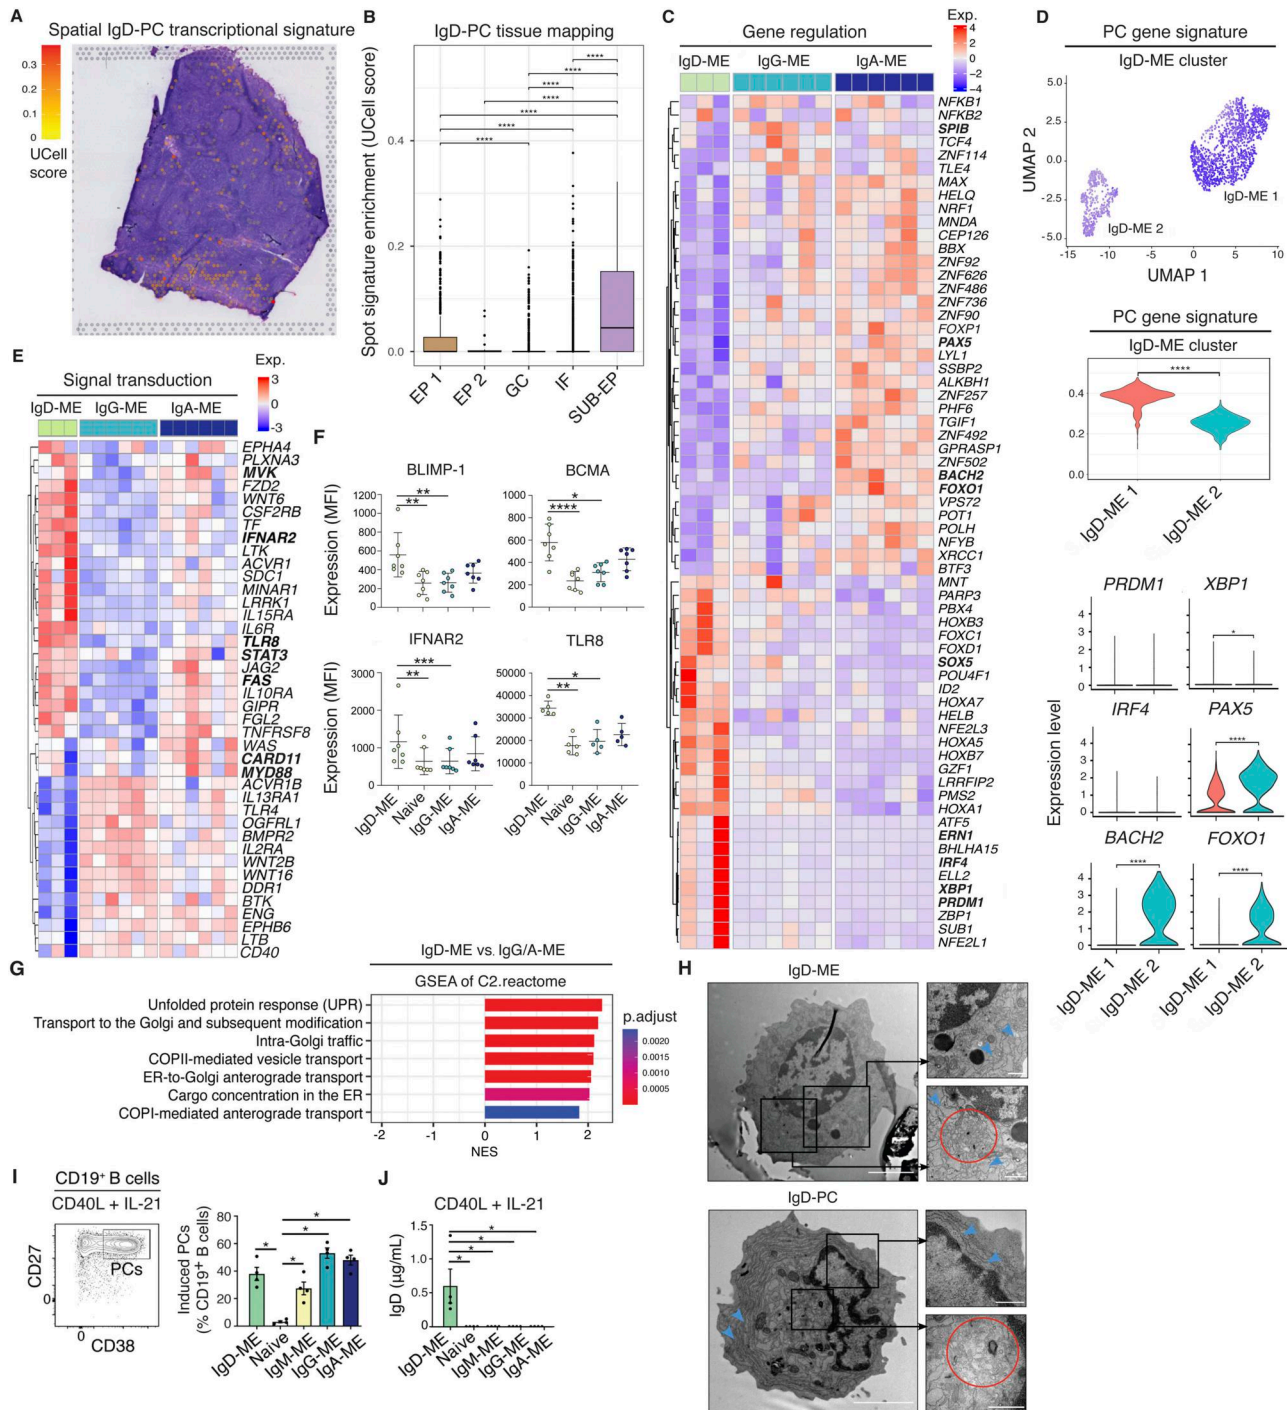 A
Spatial IgD-PC transcriptional signature
0.3
0.2
0.1
0
UCell
score
B
IgD-PC tissue mapping
Spot signature enrichment (UCell score)
****
****
****
****
****
****
****
0.4
0.2
0.0
EP 1
EP 2
GC
IF
SUB-EP
C
Gene regulation
Exp.
4
2
0
−2
−4
IgD-ME
IgG-ME
IgA-ME
NFKB1
NFKB2
SPIB
TCF4
ZNF114
TLE4
MAX
HELQ
NRF1
MNDA
CEP126
BBX
ZNF92
ZNF626
ZNF486
ZNF736
ZNF90
FOXP1
PAX5
LYL1
SSBP2
ALKBH1
ZNF257
PHF6
TGIF1
ZNF492
GPRASP1
ZNF502
BACH2
FOXO1
VPS72
POT1
POLH
NFYB
XRCC1
BTF3
MNT
PARP3
PBX4
HOXB3
FOXC1
FOXD1
SOX5
POU4F1
ID2
HOXA7
HELB
NFE2L3
HOXA5
HOXB7
GZF1
LRRFIP2
PMS2
HOXA1
ATF5
ERN1
BHLHA15
IRF4
ELL2
XBP1
PRDM1
ZBP1
SUB1
NFE2L1
D
PC gene signature
IgD-ME cluster
UMAP 2
5.0
2.5
0.0
−2.5
−5.0
IgD-ME 1
IgD-ME 2
−15
−10
−5
0
5
10
UMAP 1
PC gene signature
IgD-ME cluster
****
0.4
0.2
0.0
IgD-ME 1
IgD-ME 2
Expression level
PRDM1
XBP1
4
3
2
1
0
*
IRF4
PAX5
4
3
2
1
0
****
BACH2
FOXO1
4
3
2
1
0
****
****
IgD-ME 1
IgD-ME 2
IgD-ME 1
IgD-ME 2
E
Signal transduction
Exp.
3
0
-3
IgD-ME
IgG-ME
IgA-ME
EPHA4
PLXNA3
MVK
FZD2
WNT6
CSF2RB
TF
IFNAR2
LTK
ACVR1
SDC1
MINAR1
LRRK1
IL15RA
IL6R
TLR8
STAT3
JAG2
FAS
IL10RA
GIPR
FGL2
TNFRSF8
WAS
CARD11
MYD88
ACVR1B
IL13RA1
TLR4
OGFRL1
BMPR2
IL2RA
WNT2B
WNT16
DDR1
BTK
ENG
EPHB6
LTB
CD40
F
BLIMP-1
Expression (MFI)
1200
1000
800
600
400
200
0
**
**
BCMA
1000
800
600
400
200
0
*
****
IFNAR2
Expression (MFI)
3000
2000
1000
0
***
**
TLR8
50000
40000
30000
20000
10000
0
*
**
IgD-ME
Naive
IgG-ME
IgA-ME
IgD-ME
Naive
IgG-ME
IgA-ME
G
IgD-ME vs. IgG/A-ME
GSEA of C2.reactome
Unfolded protein response (UPR)
Transport to the Golgi and subsequent modification
Intra-Golgi traffic
COPII-mediated vesicle transport
ER-to-Golgi anterograde transport
Cargo concentration in the ER
COPI-mediated anterograde transport
-2
-1
0
1
2
NES
p.adjust
0.0020
0.0015
0.0010
0.0005
H
IgD-ME
IgD-PC
I
CD19⁺ B cells
CD40L + IL-21
CD27
0
PCs
0
CD38
Induced PCs
(% CD19⁺ B cells)
80
60
40
20
0
*
*
*
*
IgD-ME
Naive
IgM-ME
IgG-ME
IgA-ME
J
CD40L + IL-21
IgD (µg/mL)
1.5
1.0
0.5
0.0
*
*
*
*
IgD-ME
Naive
IgM-ME
IgG-ME
IgA-ME